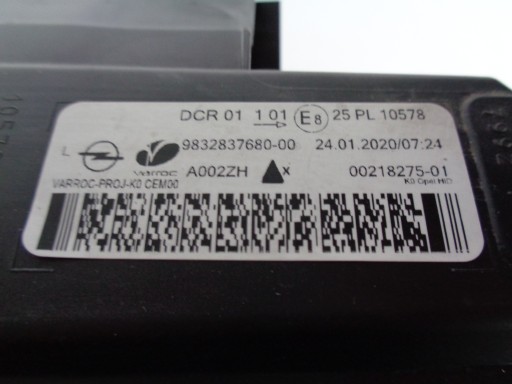 DCR 01 1 01 E8 25 PL 10578
9832837680-00 24.01.2020/07:24
L varroc A002ZH X 00218275-01
VARROC-PROJ-K0 CEM00 K0 Opel HID